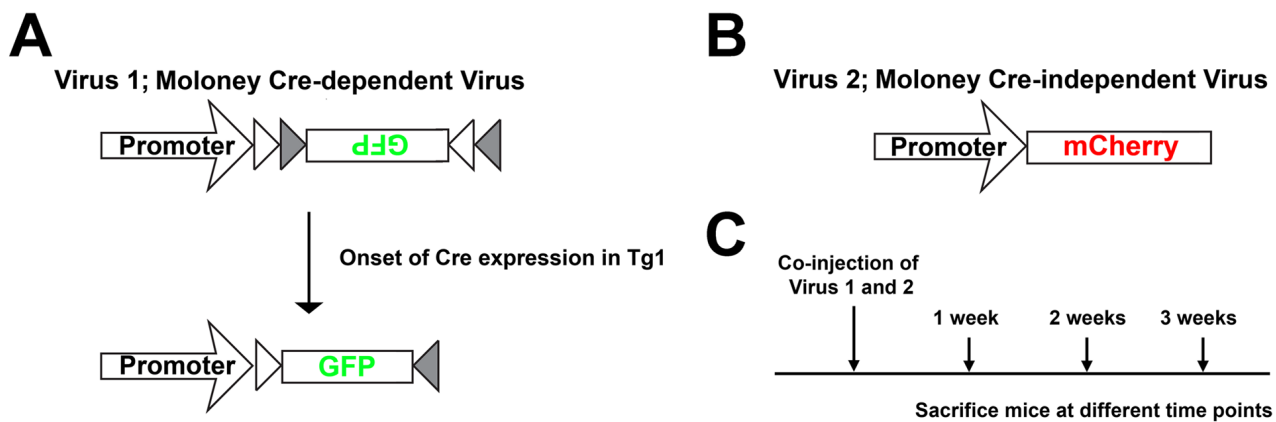 A
Virus 1; Moloney Cre-dependent Virus
Promoter
GFP
Onset of Cre expression in Tg1
Promoter
GFP
B
Virus 2; Moloney Cre-independent Virus
Promoter
mCherry
C
Co-injection of
Virus 1 and 2
1 week
2 weeks
3 weeks
Sacrifice mice at different time points